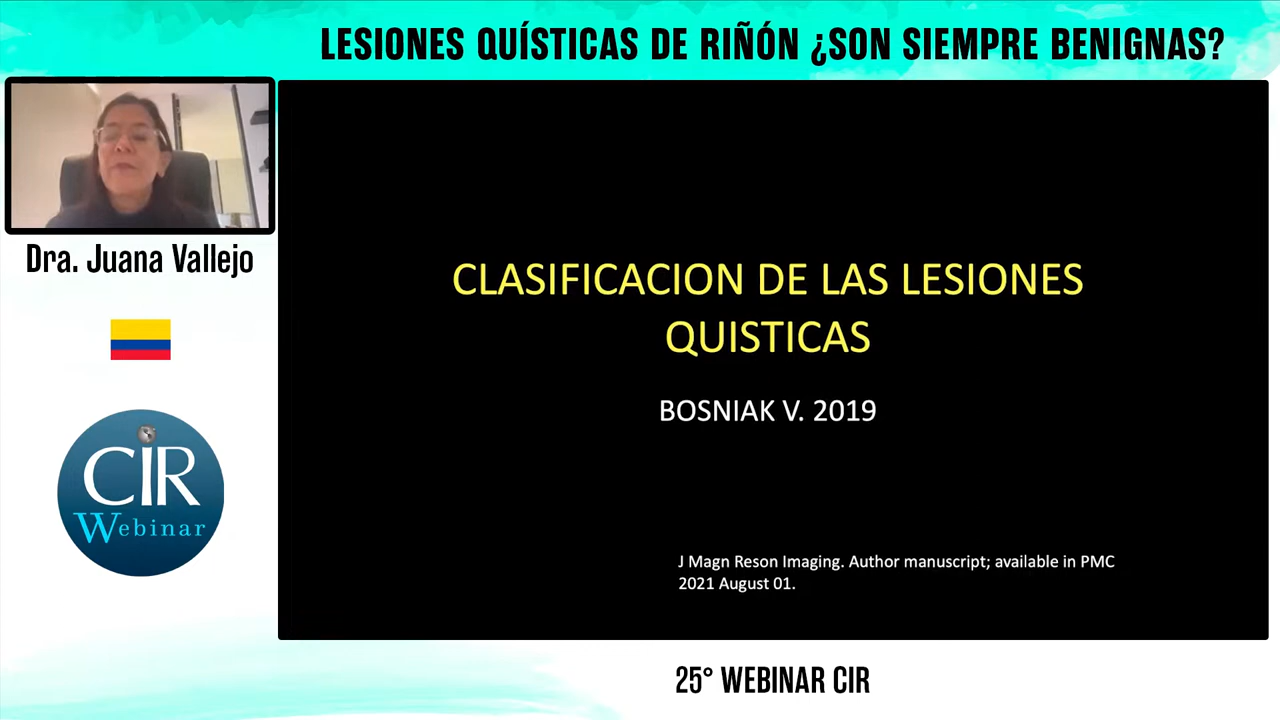 LESIONES QUÍSTICAS DE RIÑÓN ¿SON SIEMPRE BENIGNAS?
Dra. Juana Vallejo
CIR
Webinar
CLASIFICACION DE LAS LESIONES
QUISTICAS
BOSNIAK V. 2019
J Magn Reson Imaging. Author manuscript; available in PMC
2021 August 01.
25° WEBINAR CIR